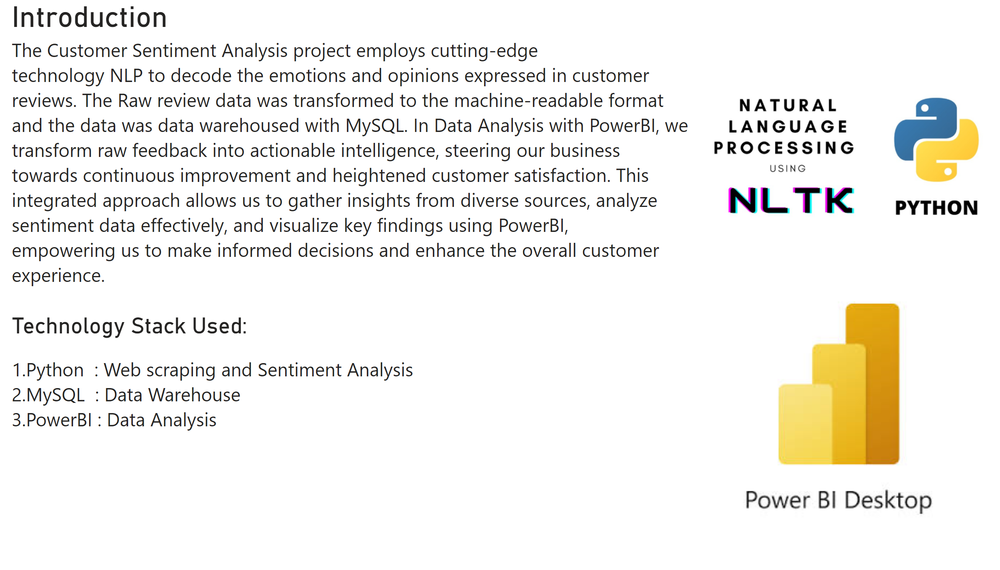 Introduction
The Customer Sentiment Analysis project employs cutting-edge
technology NLP to decode the emotions and opinions expressed in customer
reviews. The Raw review data was transformed to the machine-readable format
and the data was data warehoused with MySQL. In Data Analysis with PowerBI, we
transform raw feedback into actionable intelligence, steering our business
towards continuous improvement and heightened customer satisfaction. This
integrated approach allows us to gather insights from diverse sources, analyze
sentiment data effectively, and visualize key findings using PowerBI,
empowering us to make informed decisions and enhance the overall customer
experience.
Technology Stack Used:
1.Python  : Web scraping and Sentiment Analysis
2.MySQL  : Data Warehouse
3.PowerBI : Data Analysis
NATURAL
LANGUAGE
PROCESSING
USING
NLTK
PYTHON
Power BI Desktop